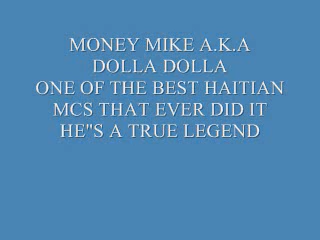 MONEY MIKE A.K.A
DOLLA DOLLA
ONE OF THE BEST HAITIAN
MCS THAT EVER DID IT
HE"S A TRUE LEGEND